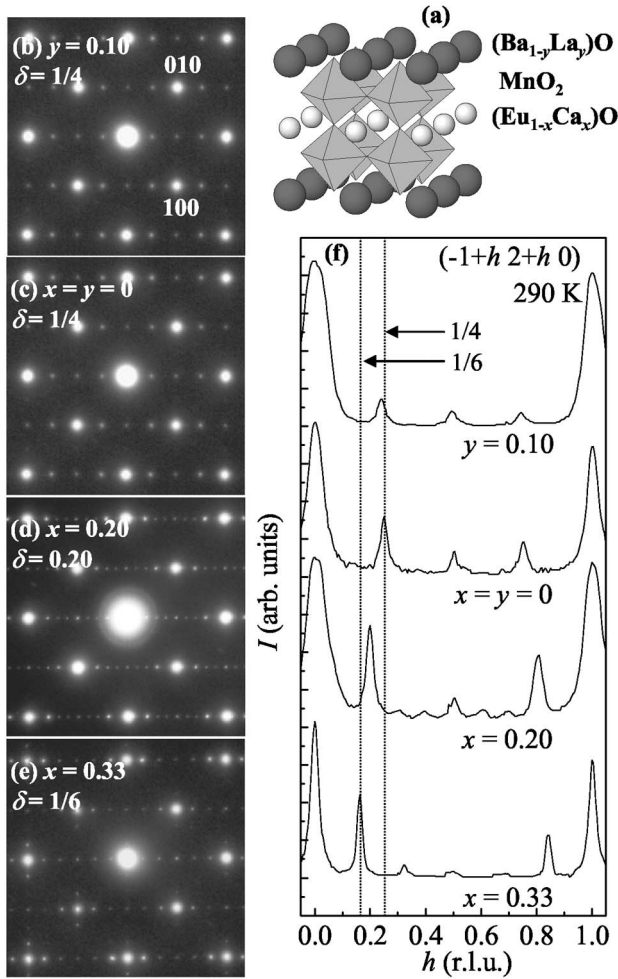 (a)
(Ba1-yLay)O
MnO2
(Eu1-xCax)O
(b) y = 0.10
δ = 1/4
010
100
(c) x = y = 0
δ = 1/4
(d) x = 0.20
δ = 0.20
(e) x = 0.33
δ = 1/6
(f)
(-1+h 2+h 0)
290 K
1/4
1/6
y = 0.10
x = y = 0
x = 0.20
x = 0.33
I (arb. units)
0.0 0.2 0.4 0.6 0.8 1.0
h (r.l.u.)